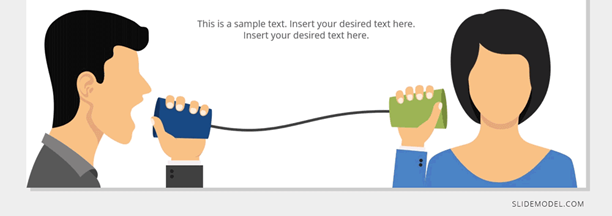 This is a sample text. Insert your desired text here.
Insert your desired text here.
SLIDEMODEL.COM